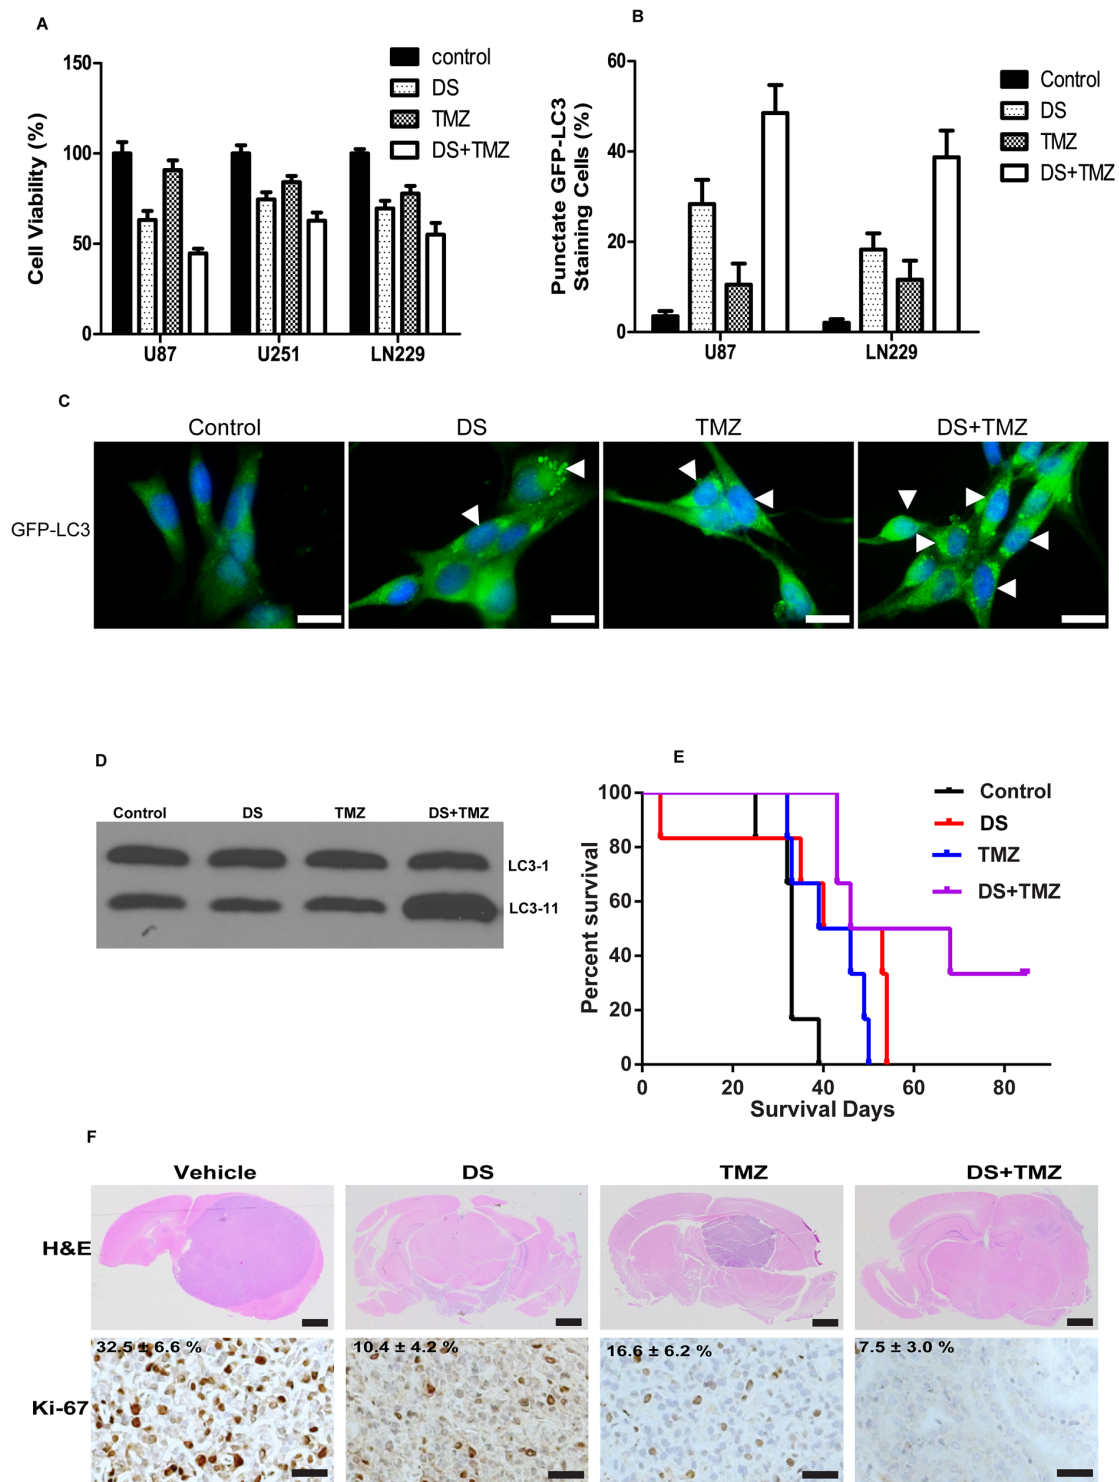 A
150
100
50
0
Cell Viability (%)
control
DS
TMZ
DS+TMZ
U87 U251 LN229
B
60
40
20
0
Punctate GFP-LC3
Staining Cells (%)
Control
DS
TMZ
DS+TMZ
U87 LN229
C
Control DS TMZ DS+TMZ
GFP-LC3
D
Control DS TMZ DS+TMZ
LC3-1
LC3-11
E
100
80
60
40
20
0
Percent survival
Control
DS
TMZ
DS+TMZ
0 20 40 60 80
Survival Days
F
Vehicle DS TMZ DS+TMZ
H&E
32.5 ± 6.6 % 10.4 ± 4.2 % 16.6 ± 6.2 % 7.5 ± 3.0 %
Ki-67